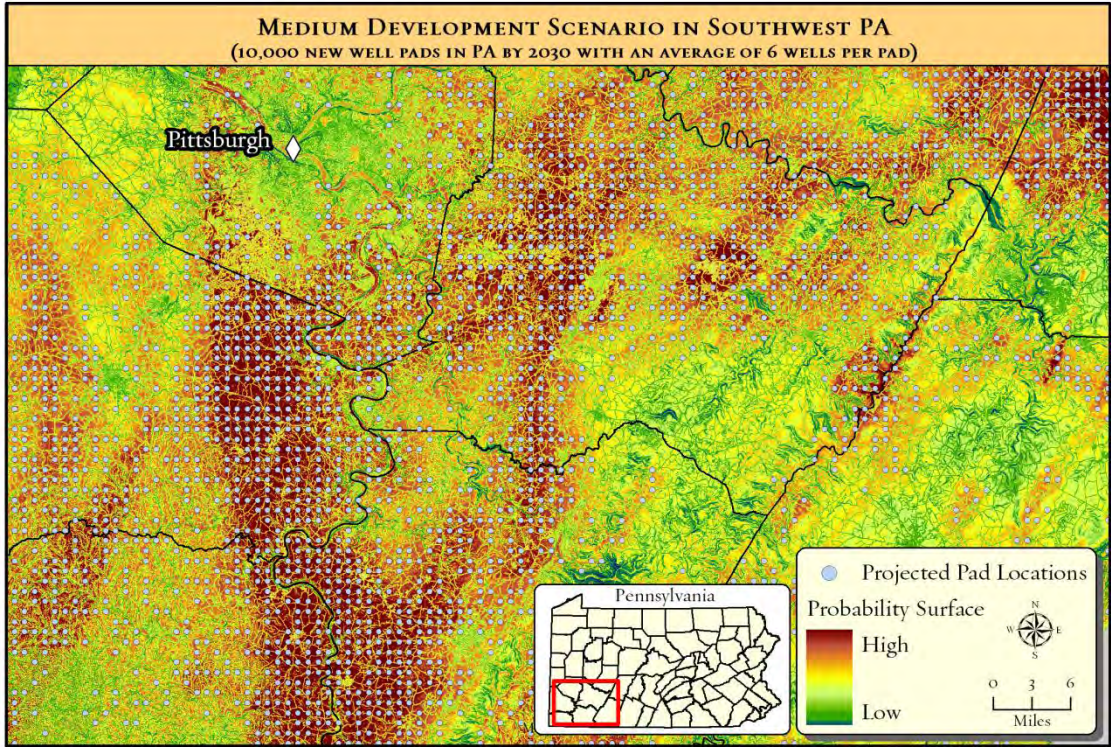 MEDIUM DEVELOPMENT SCENARIO IN SOUTHWEST PA
(10,000 NEW WELL PADS IN PA BY 2030 WITH AN AVERAGE OF 6 WELLS PER PAD)
Pittsburgh
Pennsylvania
Projected Pad Locations
Probability Surface
High
Low
N
W E
S
0 3 6
Miles